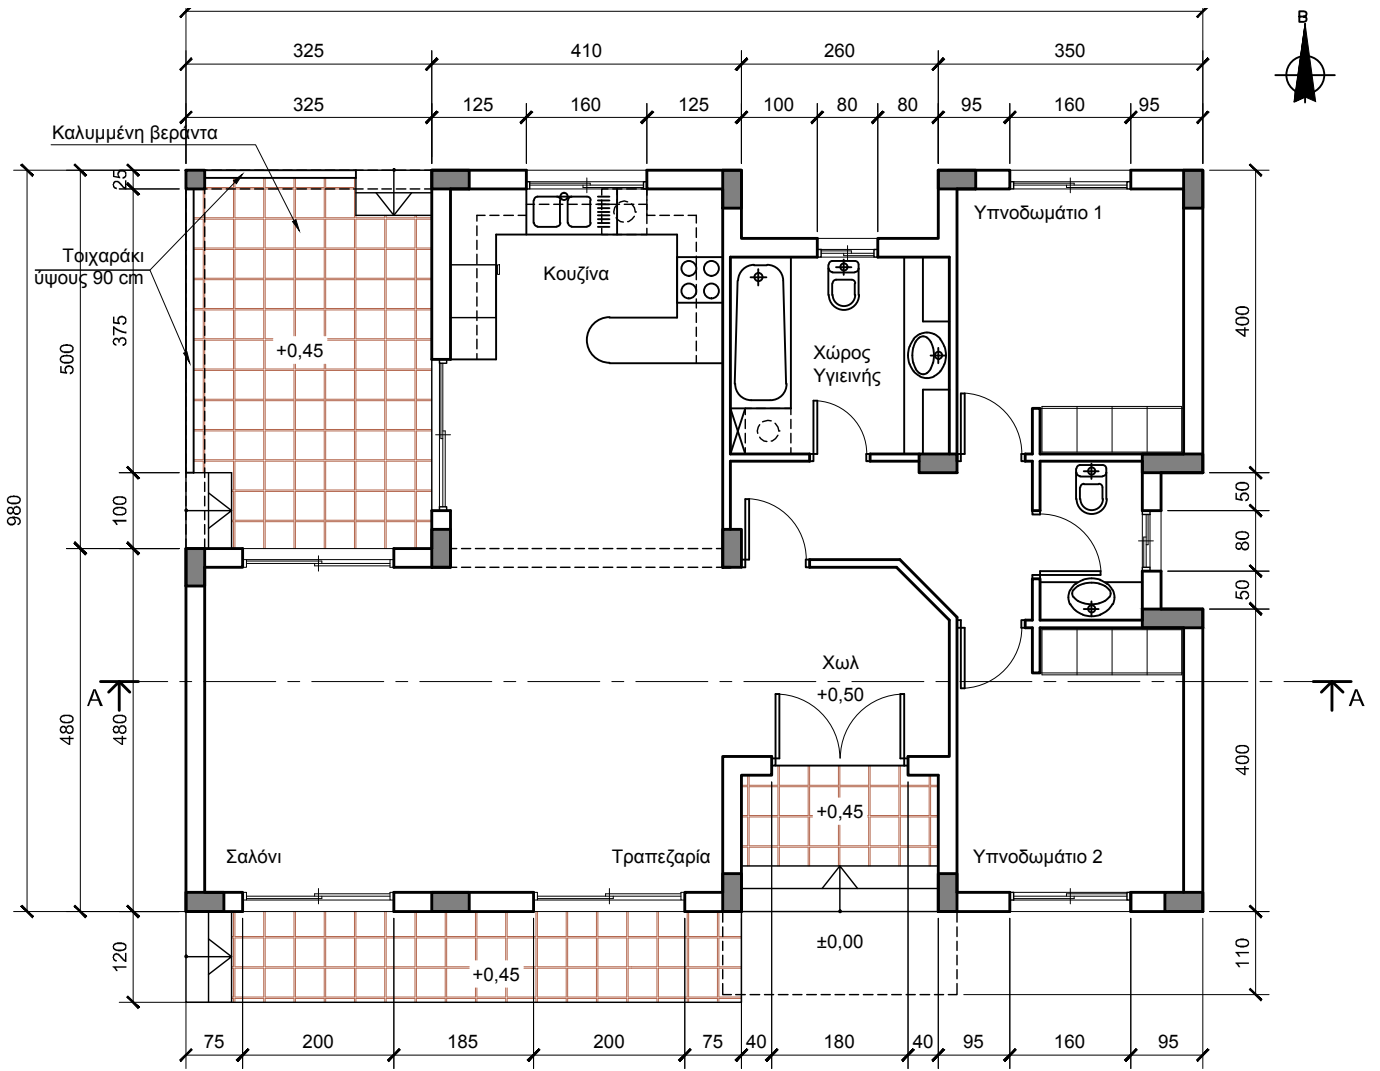 B
325 410 260 350
325 125 160 125 100 80 80 95 160 95
Καλυμμένη βεράντα
25
Υπνοδωμάτιο 1
Τοιχαράκι
ύψους 90 cm
Κουζίνα
375
500
400
+0,45
Χώρος
Υγιεινής
980
100
50
80
50
Χωλ
+0,50
A
A
480
480
400
+0,45
Σαλόνι
Τραπεζαρία
Υπνοδωμάτιο 2
±0,00
120
110
+0,45
75 200 185 200 75 40 180 40 95 160 95